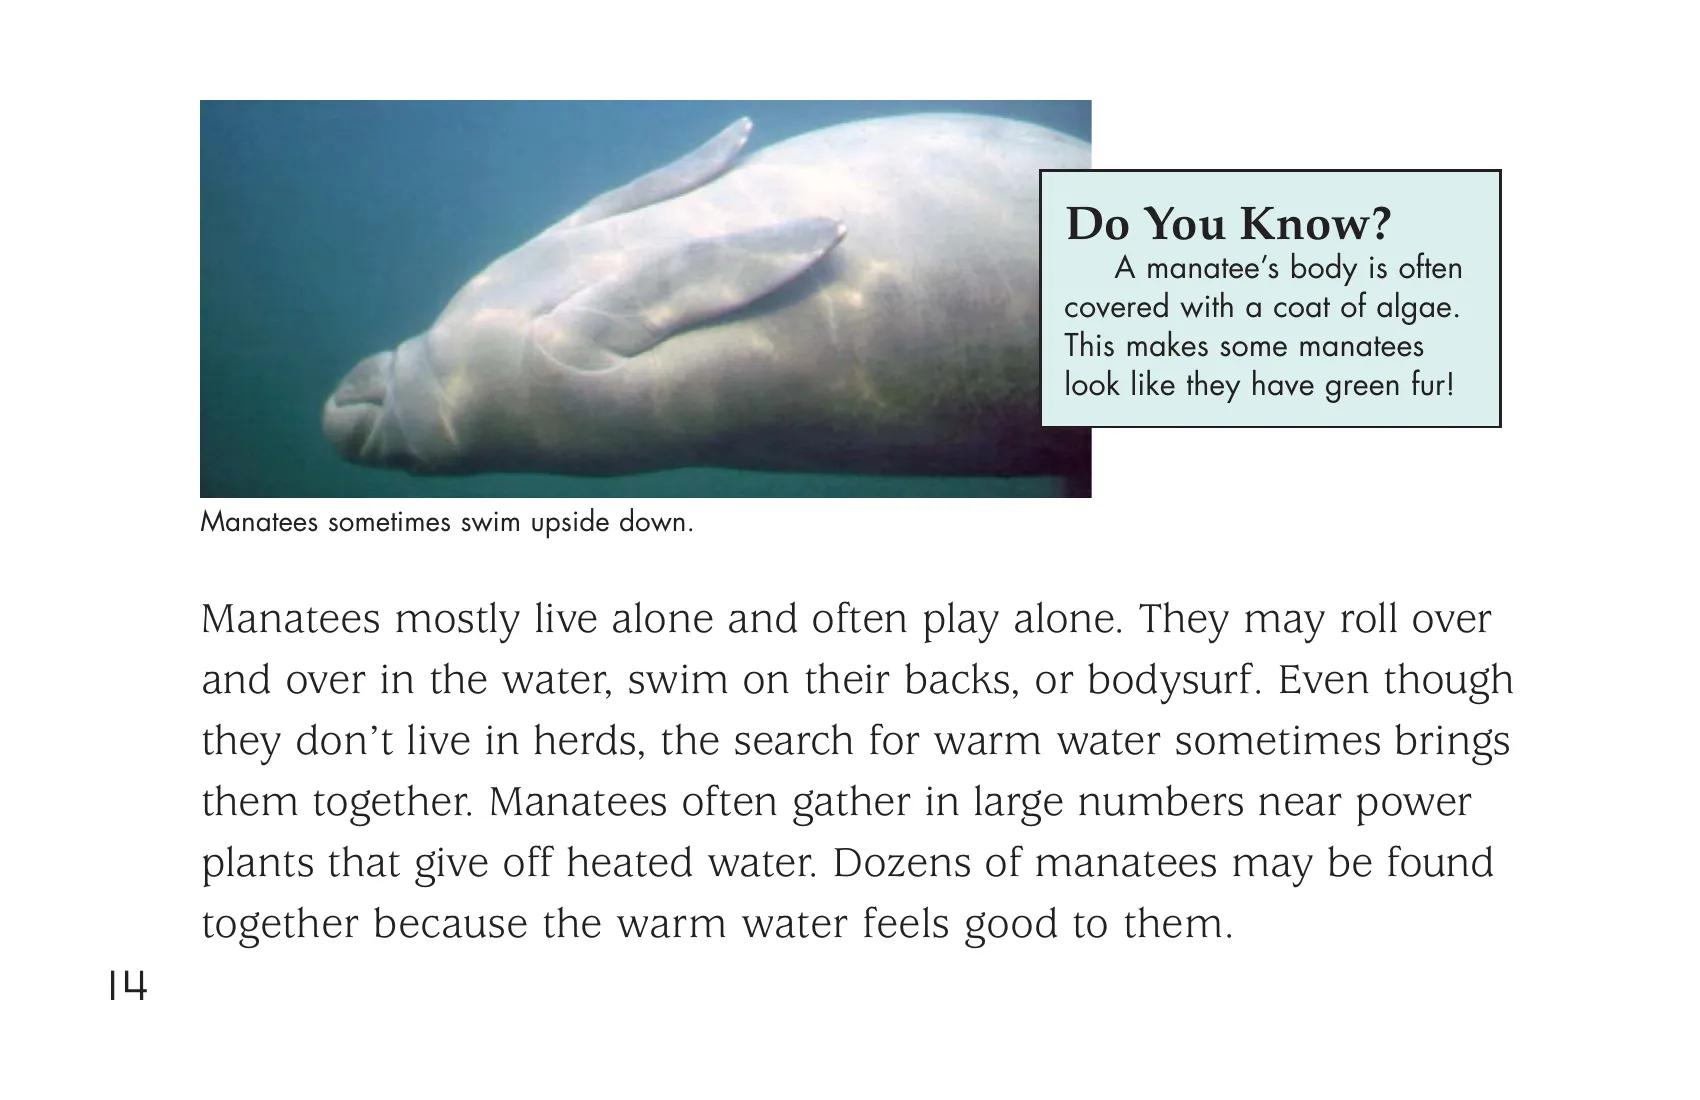 Do You Know?
A manatee’s body is often
covered with a coat of algae.
This makes some manatees
look like they have green fur!
Manatees sometimes swim upside down.
Manatees mostly live alone and often play alone. They may roll over
and over in the water, swim on their backs, or bodysurf. Even though
they don’t live in herds, the search for warm water sometimes brings
them together. Manatees often gather in large numbers near power
plants that give off heated water. Dozens of manatees may be found
together because the warm water feels good to them.
14